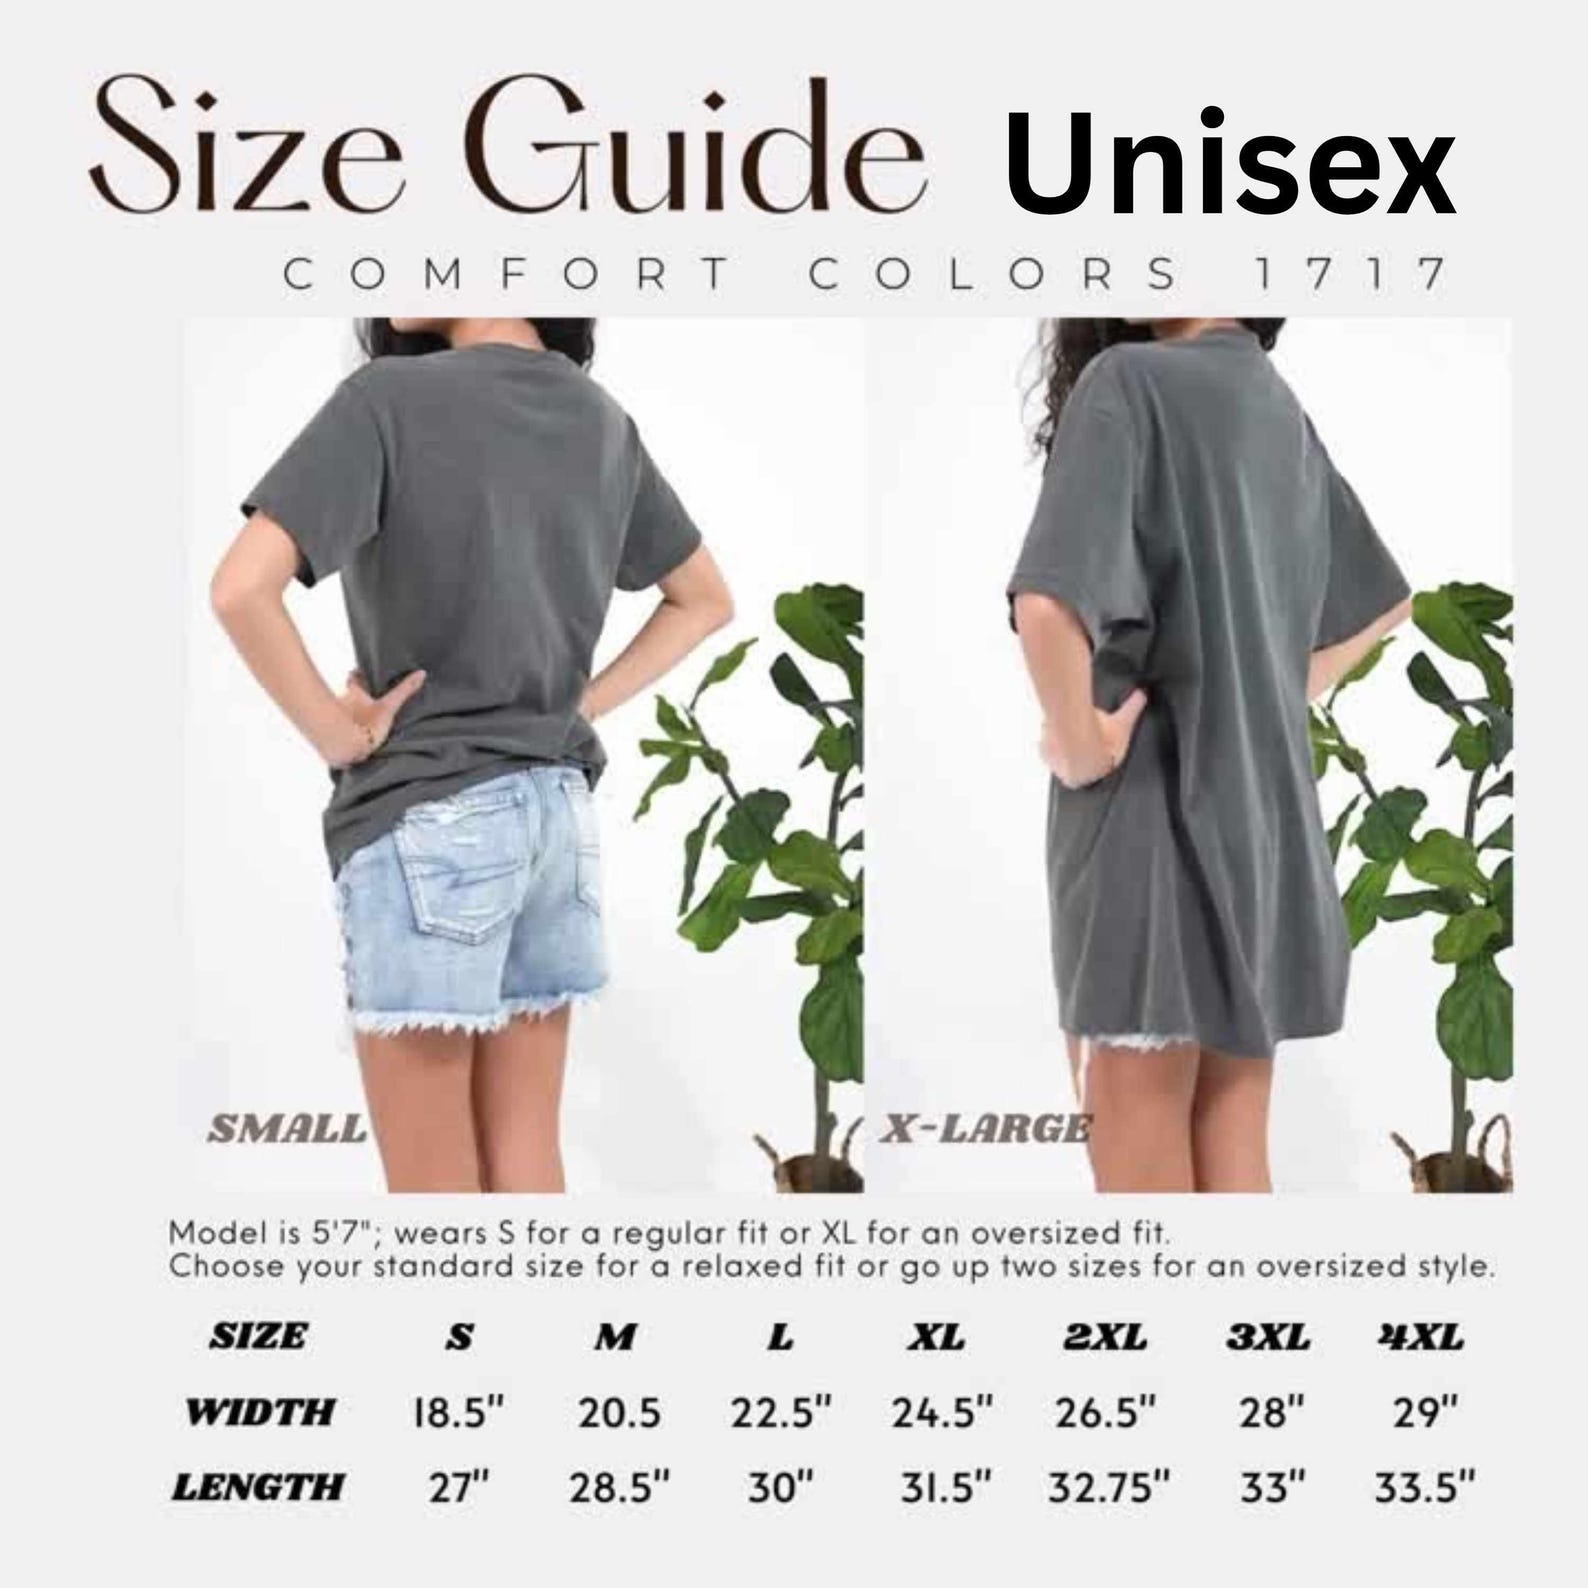 Size Guide Unisex
COMFORT COLORS 1717
SMALL
X-LARGE
Model is 5'7"; wears S for a regular fit or XL for an oversized fit.
Choose your standard size for a relaxed fit or go up two sizes for an oversized style.
SIZE S M L XL 2XL 3XL 4XL
WIDTH 18.5" 20.5 22.5" 24.5" 26.5" 28" 29"
LENGTH 27" 28.5" 30" 31.5" 32.75" 33" 33.5"